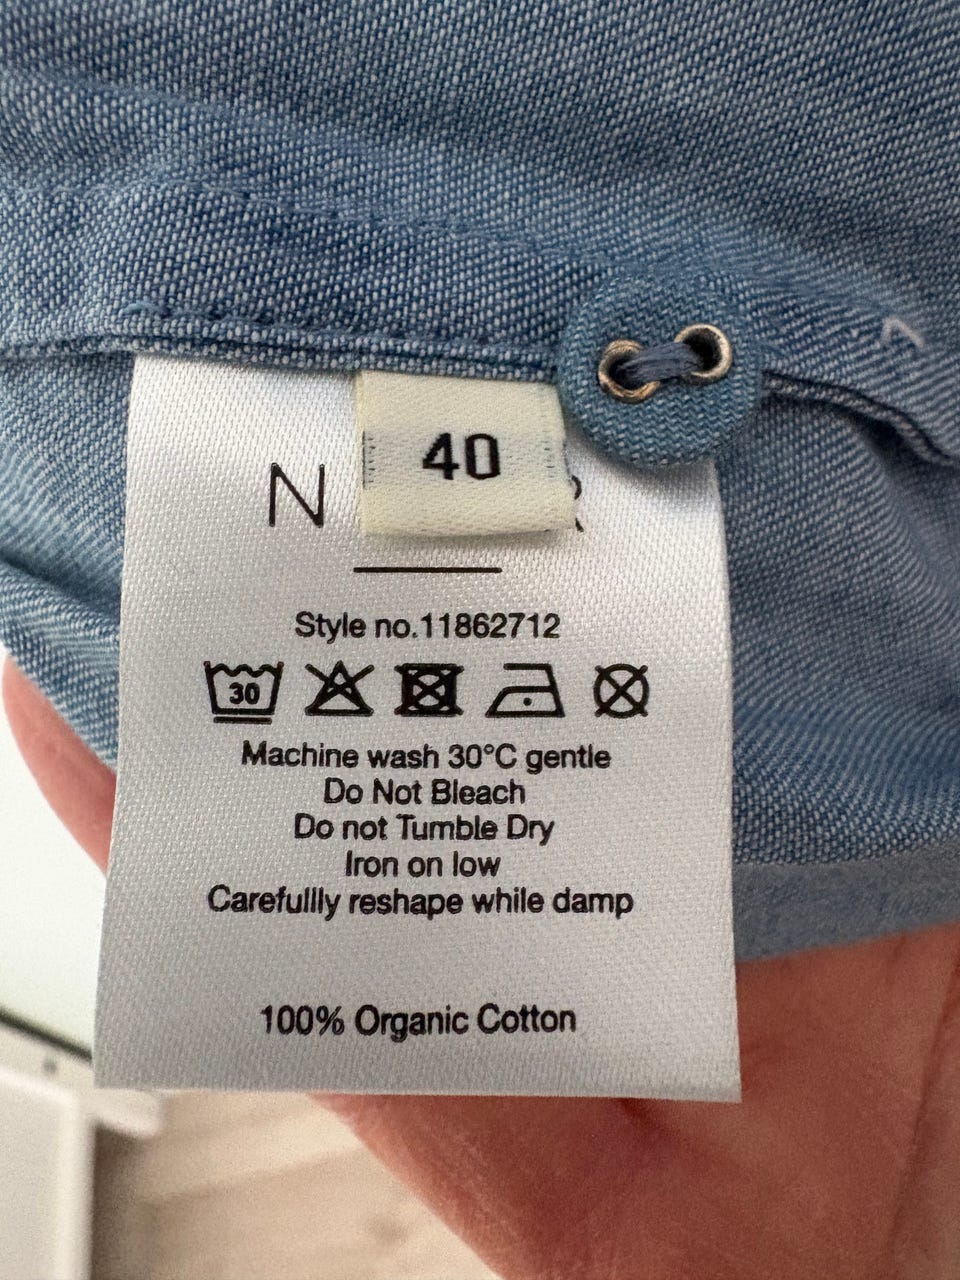 40
Style no.11862712
30
Machine wash 30°C gentle
Do Not Bleach
Do not Tumble Dry
Iron on low
Carefullly reshape while damp
100% Organic Cotton